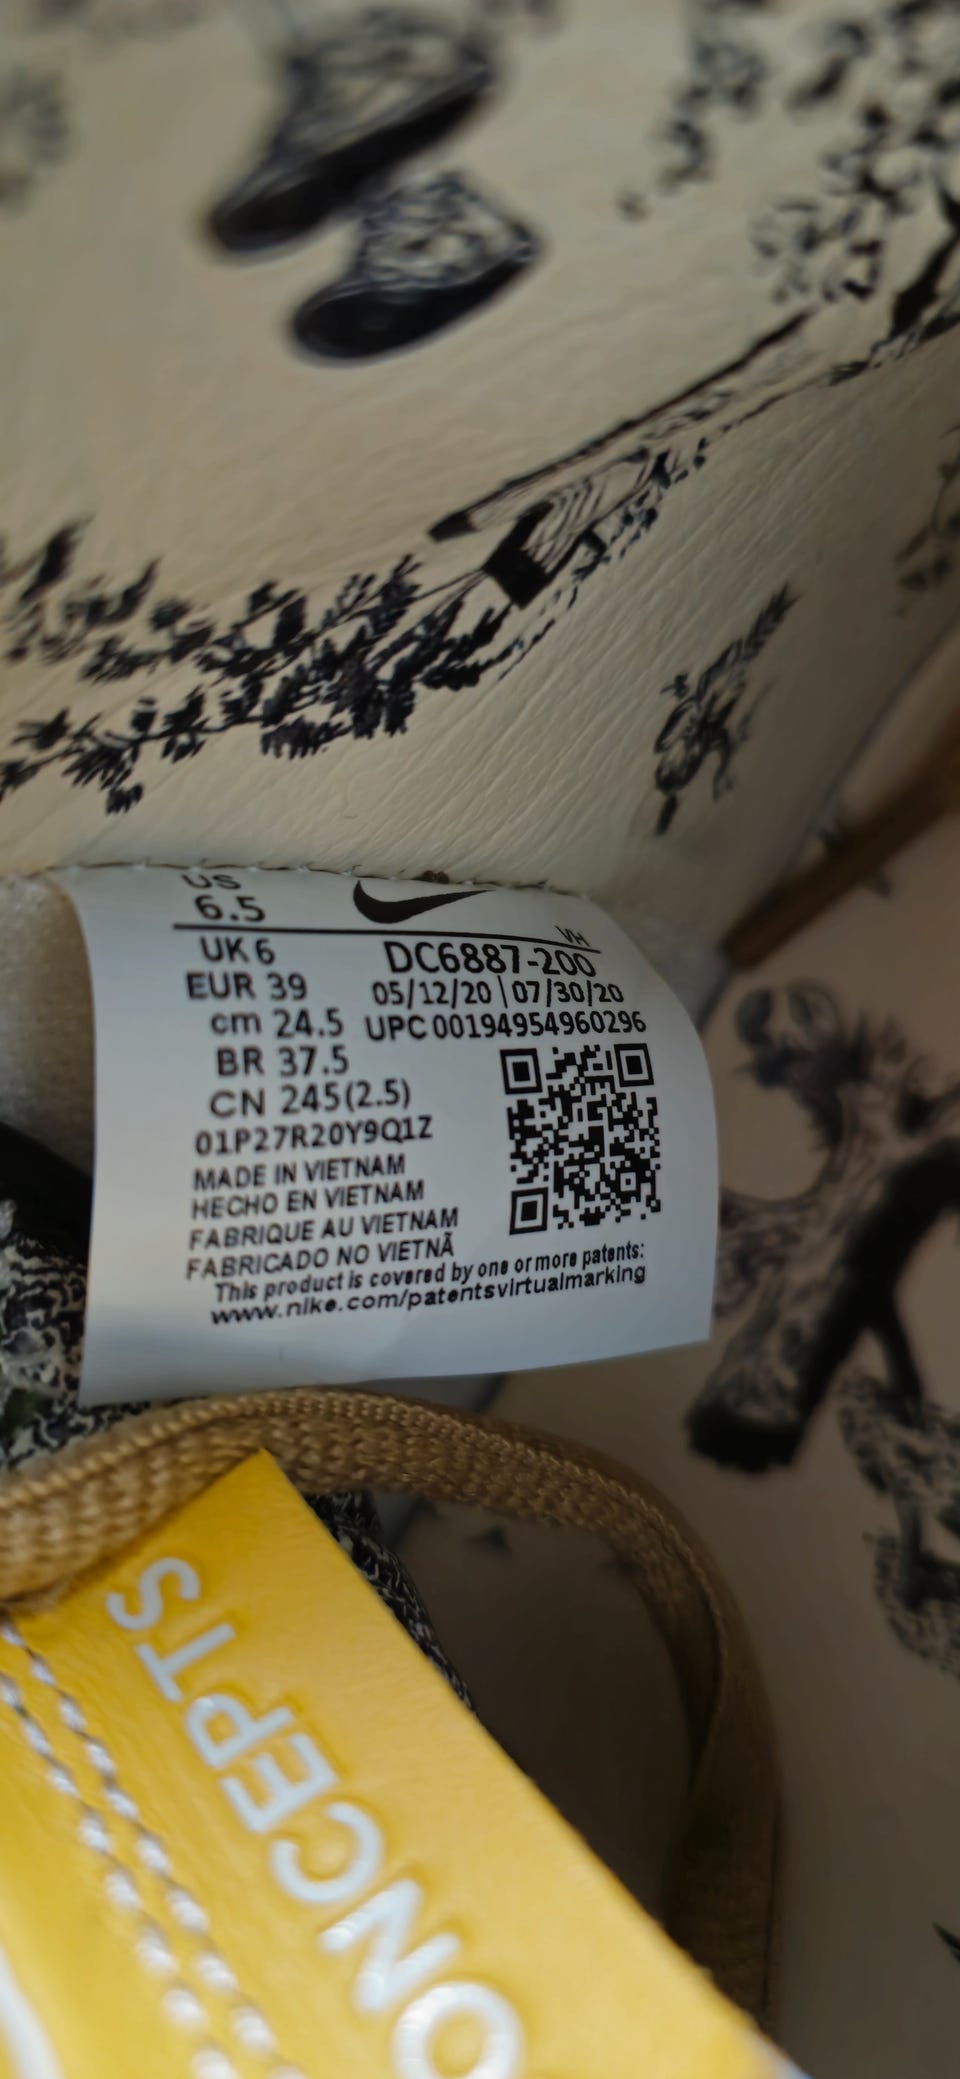 US
6.5
VH
UK 6
DC6887-200
EUR 39
05/12/20 | 07/30/20
cm 24.5
UPC 00194954960296
BR 37.5
CN 245(2.5)
01P27R20Y9Q1Z
MADE IN VIETNAM
HECHO EN VIETNAM
FABRIQUE AU VIETNAM
FABRICADO NO VIETNÃ
This product is covered by one or more patents:
www.nike.com/patentsvirtualmarking
ONCEPTS